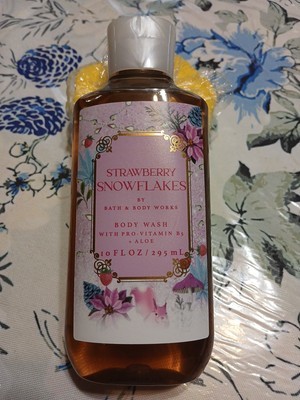 STRAWBERRY
SNOWFLAKES
BY
BATH & BODY WORKS
BODY WASH
WITH PRO-VITAMIN B5
+ ALOE
10 FL OZ / 295 mL